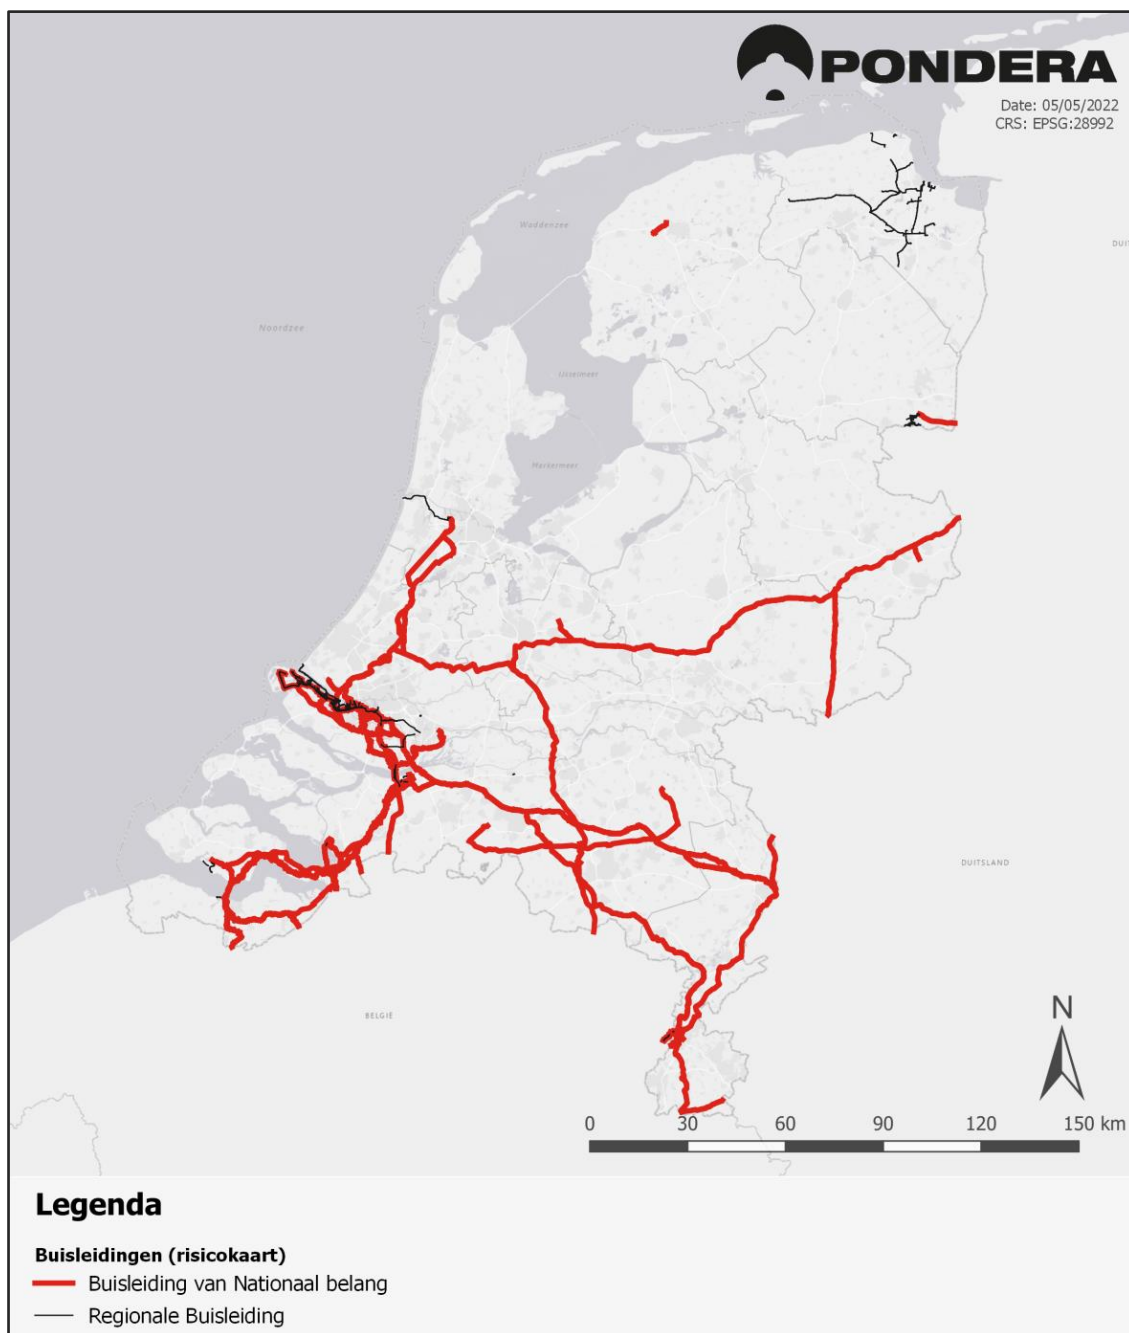 PONDERA
Date: 05/05/2022
CRS: EPSG:28992
Waddenzee
DUIT
Noordzee
IJsselmeer
Markermeer
DUITSLAND
BELGIË
N
0 30 60 90 120 150 km
Legenda
Buisleidingen (risicokaart)
Buisleiding van Nationaal belang
Regionale Buisleiding